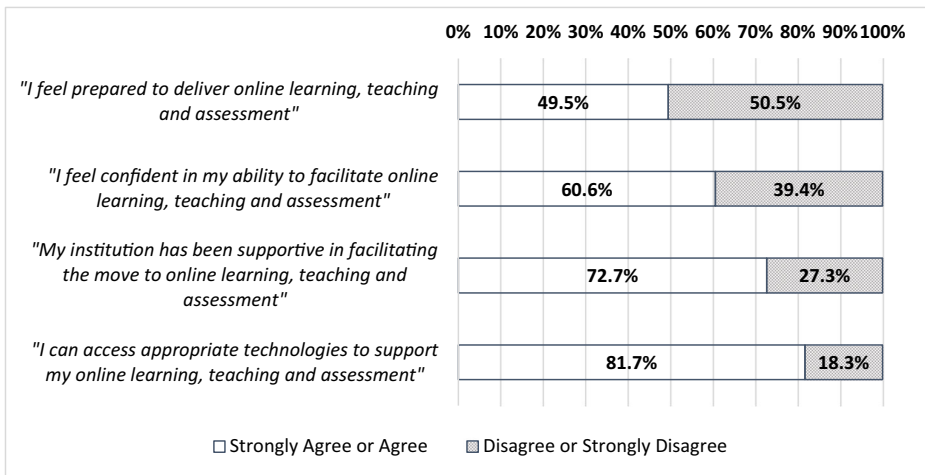 0% 10% 20% 30% 40% 50% 60% 70% 80% 90% 100%
"I feel prepared to deliver online learning, teaching
and assessment"
49.5% 50.5%
"I feel confident in my ability to facilitate online
learning, teaching and assessment"
60.6% 39.4%
"My institution has been supportive in facilitating
the move to online learning, teaching and
assessment"
72.7% 27.3%
"I can access appropriate technologies to support
my online learning, teaching and assessment"
81.7% 18.3%
Strongly Agree or Agree Disagree or Strongly Disagree